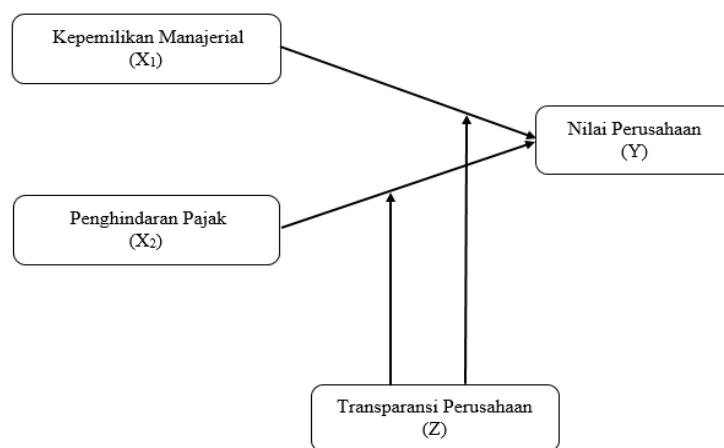 Kepemilikan Manajerial
(X₁)
Nilai Perusahaan
(Y)
Penghindaran Pajak
(X₂)
Transparansi Perusahaan
(Z)